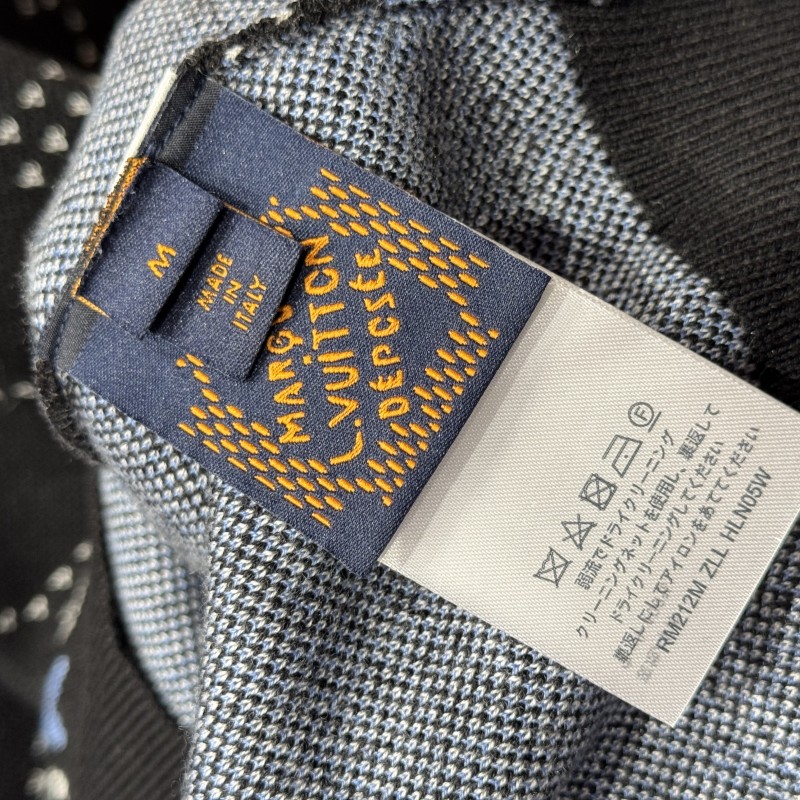 M
MADE
IN
ITALY
MARQ
L. VUITTON
DÉPOSÉE
F
弱流でドライクリーニング
クリーニングネットを使用し、裏返して
ドライクリーニングしてください
裏返しにしてアイロンをあててください
RM212M ZLL HLN05W